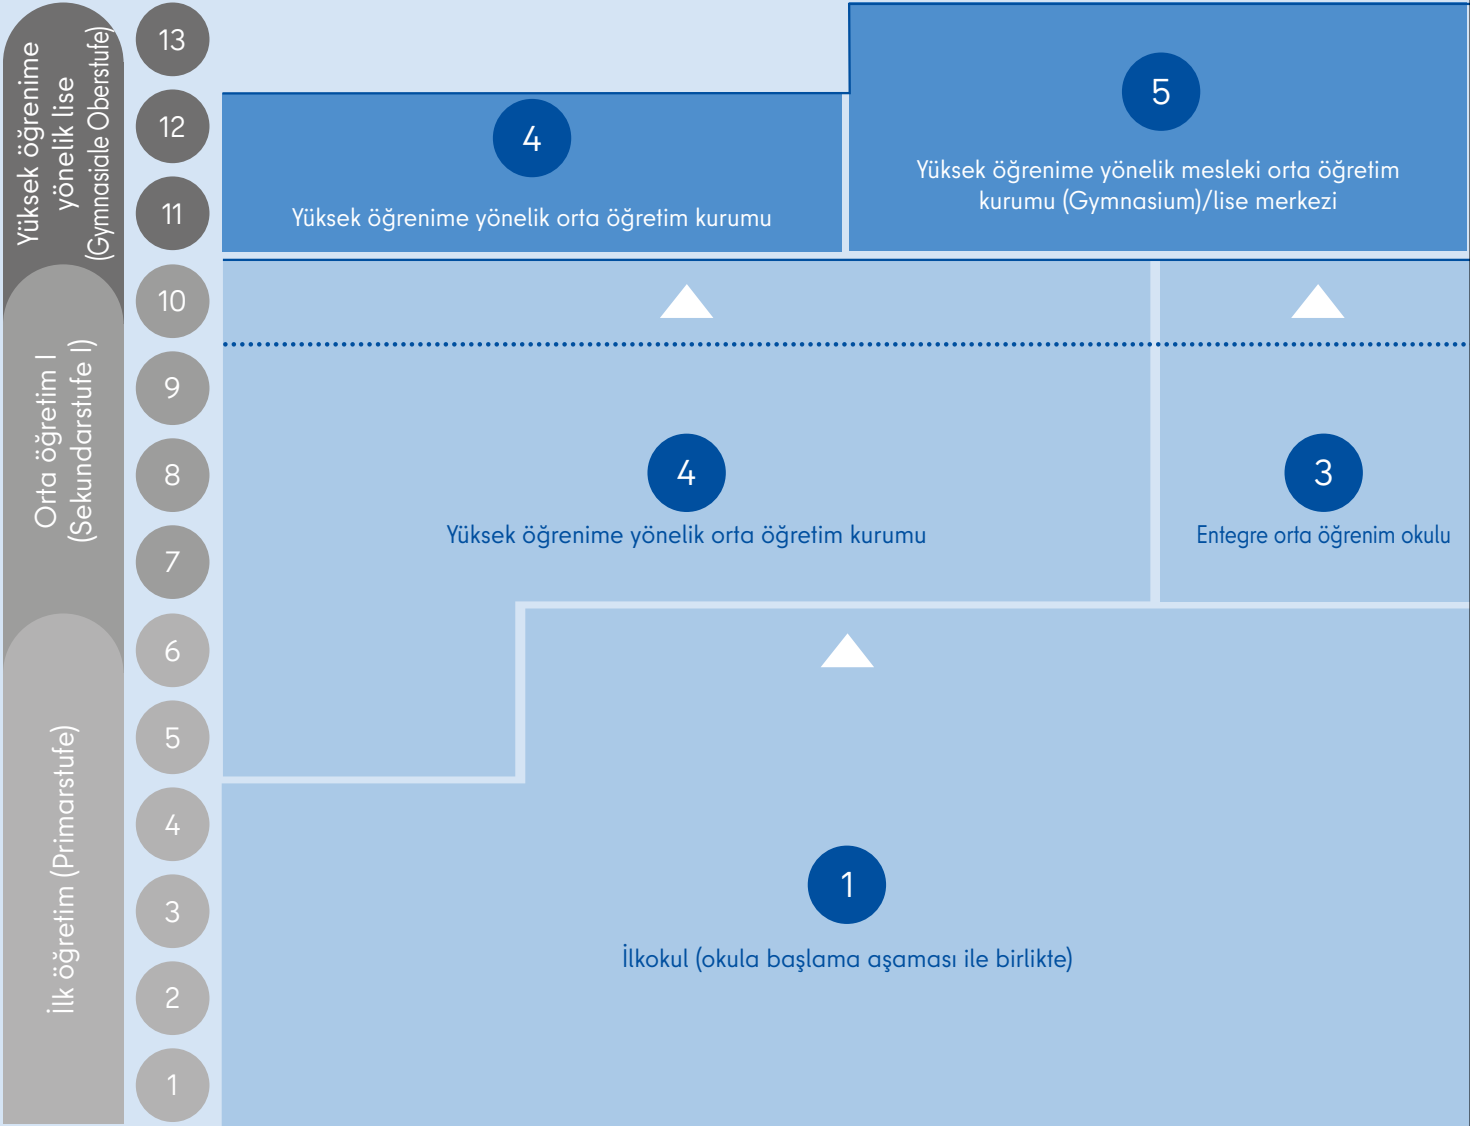 Yüksek öğrenime
yönelik lise
(Gymnasiale Oberstufe)
Orta öğretim I
(Sekundarstufe I)
İlk öğretim (Primarstufe)
13
12
11
10
9
8
7
6
5
4
3
2
1
4
Yüksek öğrenime yönelik orta öğretim kurumu
5
Yüksek öğrenime yönelik mesleki orta öğretim
kurumu (Gymnasium)/lise merkezi
4
Yüksek öğrenime yönelik orta öğretim kurumu
3
Entegre orta öğrenim okulu
1
İlkokul (okula başlama aşaması ile birlikte)